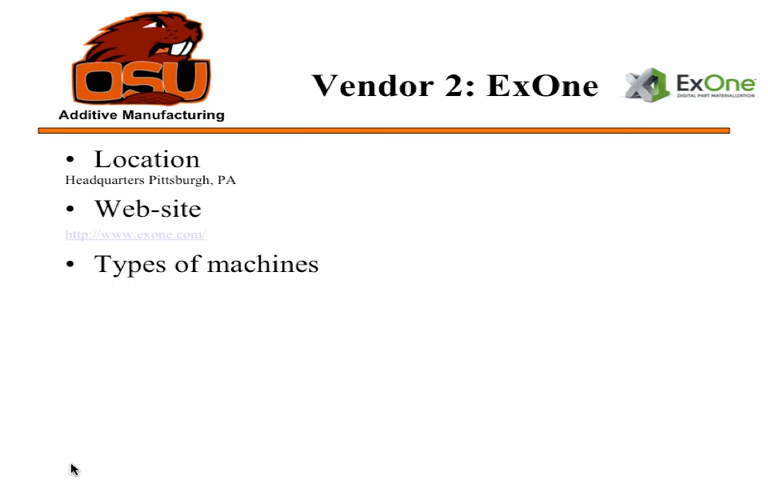 OSU
Additive Manufacturing
Vendor 2: ExOne
ExOne
DIGITAL PART MATERIALIZATION
• Location
Headquarters Pittsburgh, PA
• Web-site
http://www.exone.com/
• Types of machines